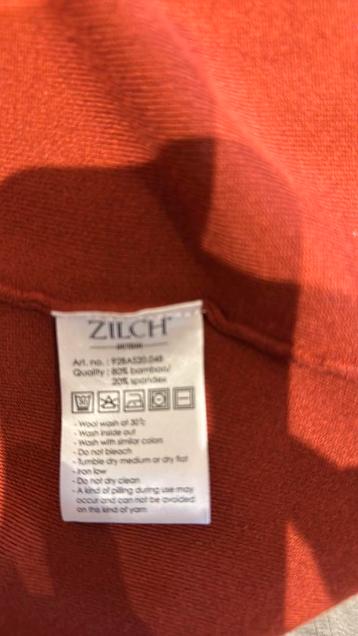 ZILCH
Art. no. : 92BAS20.048
Quality : 80% bamboo/
20% spandex
- Wool wash at 30°c
- Wash inside out
- Wash with similar colors
- Do not bleach
- Tumble dry medium or dry flat
- Iron low
- Do not dry clean
- A kind of pilling during use may
occur and can not be avoided
on this kind of yarn